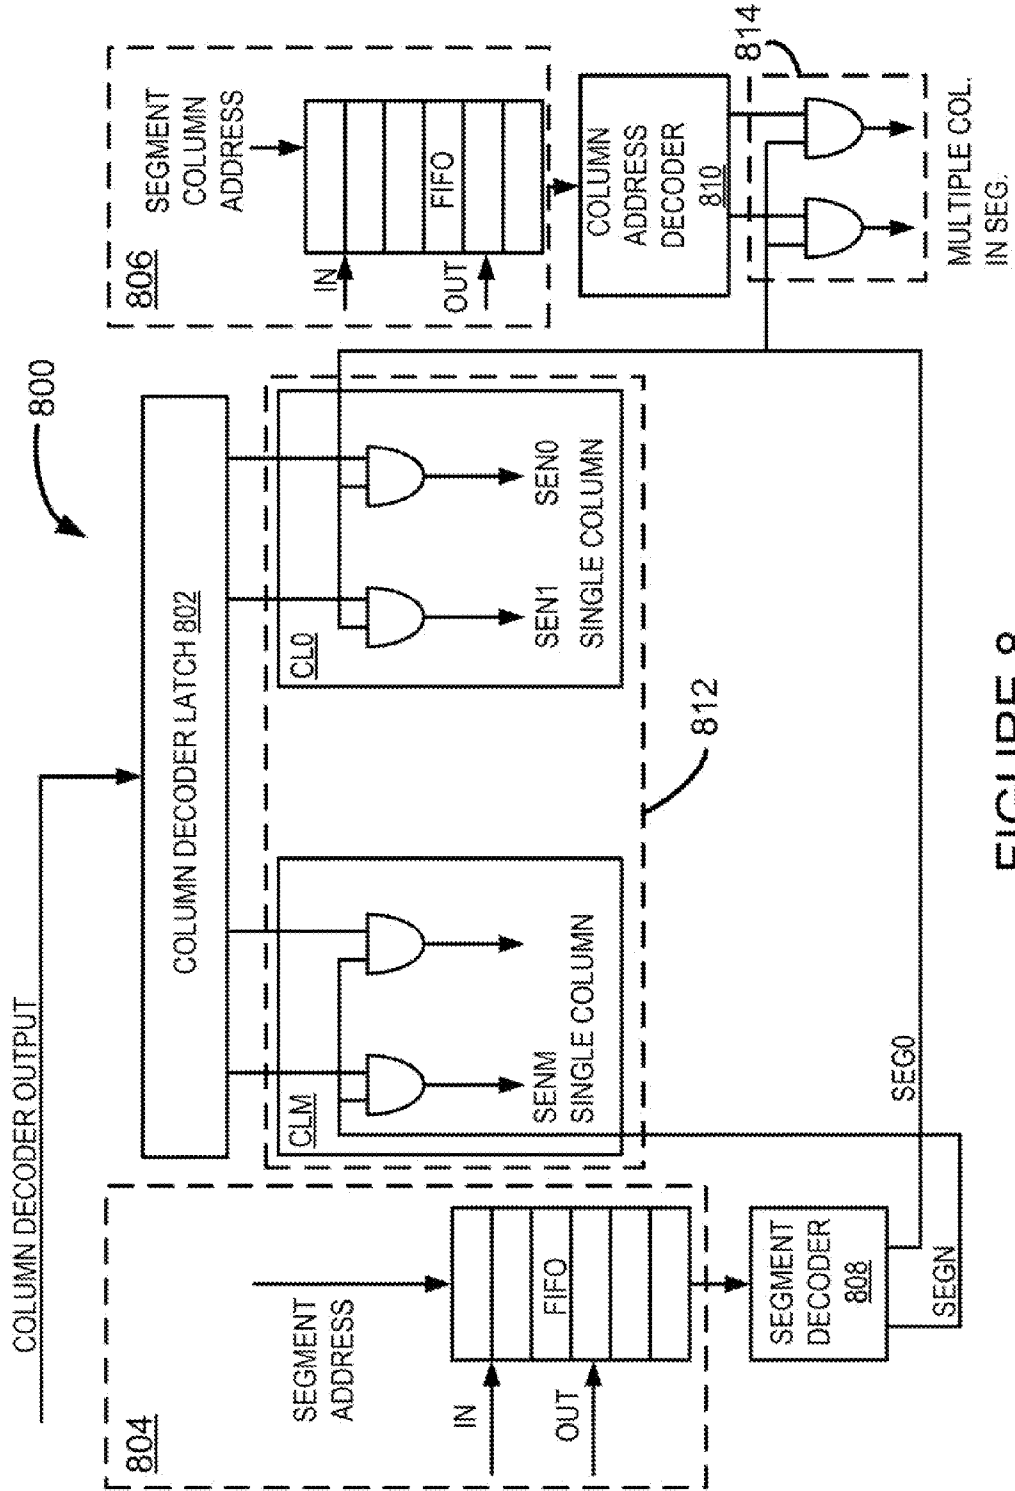 800
COLUMN DECODER OUTPUT
COLUMN DECODER LATCH 802
804
SEGMENT
ADDRESS
IN
OUT
FIFO
SEGMENT
DECODER
808
SEGN
SEG0
CLM
SENM
SINGLE COLUMN
CL0
SEN1
SEN0
SINGLE COLUMN
812
806
SEGMENT
COLUMN
ADDRESS
IN
OUT
FIFO
COLUMN
ADDRESS
DECODER
810
814
MULTIPLE COL.
IN SEG.
FIGURE 8